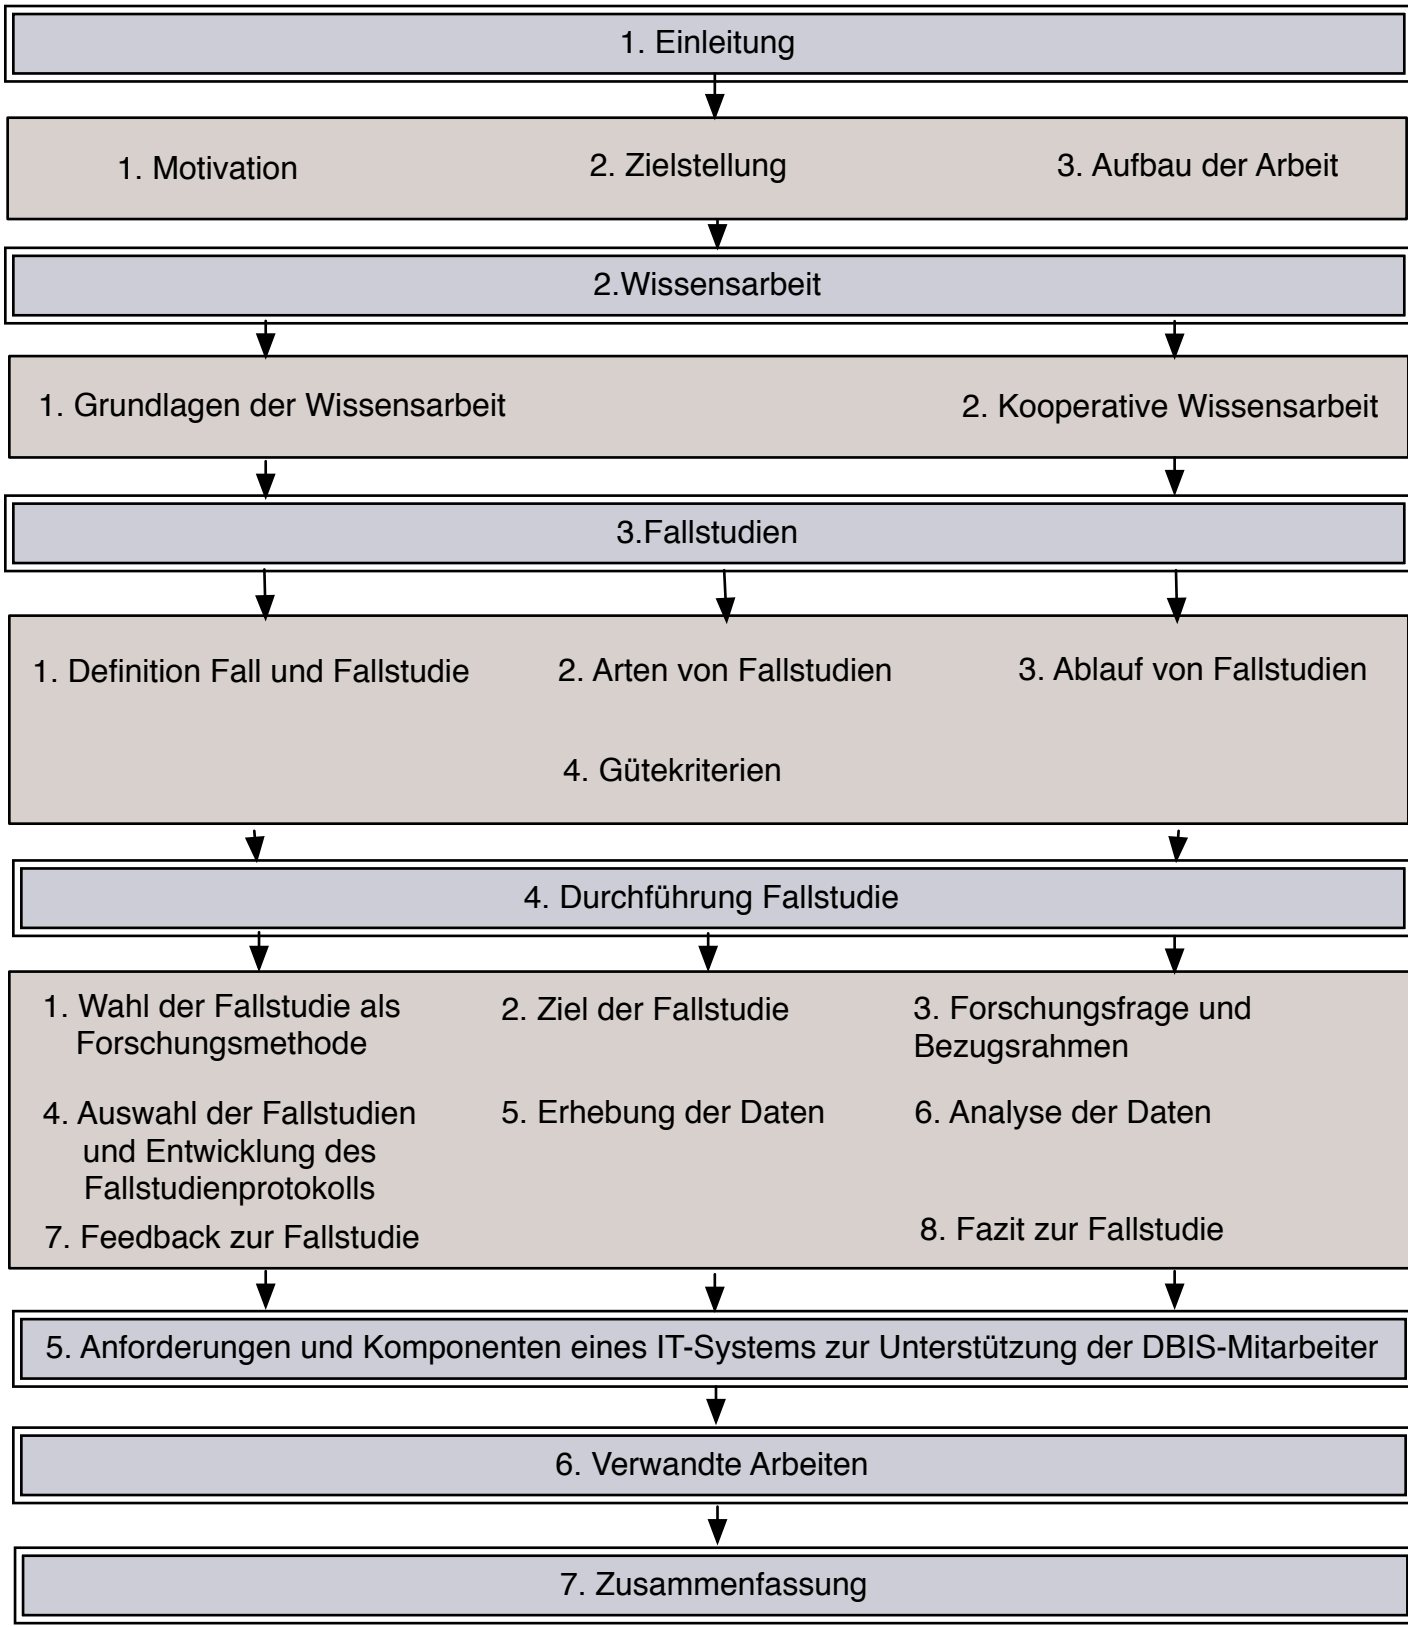 1. Einleitung
1. Motivation
2. Zielstellung
3. Aufbau der Arbeit
2.Wissensarbeit
1. Grundlagen der Wissensarbeit
2. Kooperative Wissensarbeit
3.Fallstudien
1. Definition Fall und Fallstudie
2. Arten von Fallstudien
3. Ablauf von Fallstudien
4. Gütekriterien
4. Durchführung Fallstudie
1. Wahl der Fallstudie als
Forschungsmethode
2. Ziel der Fallstudie
3. Forschungsfrage und
Bezugsrahmen
4. Auswahl der Fallstudien
und Entwicklung des
Fallstudienprotokolls
5. Erhebung der Daten
6. Analyse der Daten
7. Feedback zur Fallstudie
8. Fazit zur Fallstudie
5. Anforderungen und Komponenten eines IT-Systems zur Unterstützung der DBIS-Mitarbeiter
6. Verwandte Arbeiten
7. Zusammenfassung